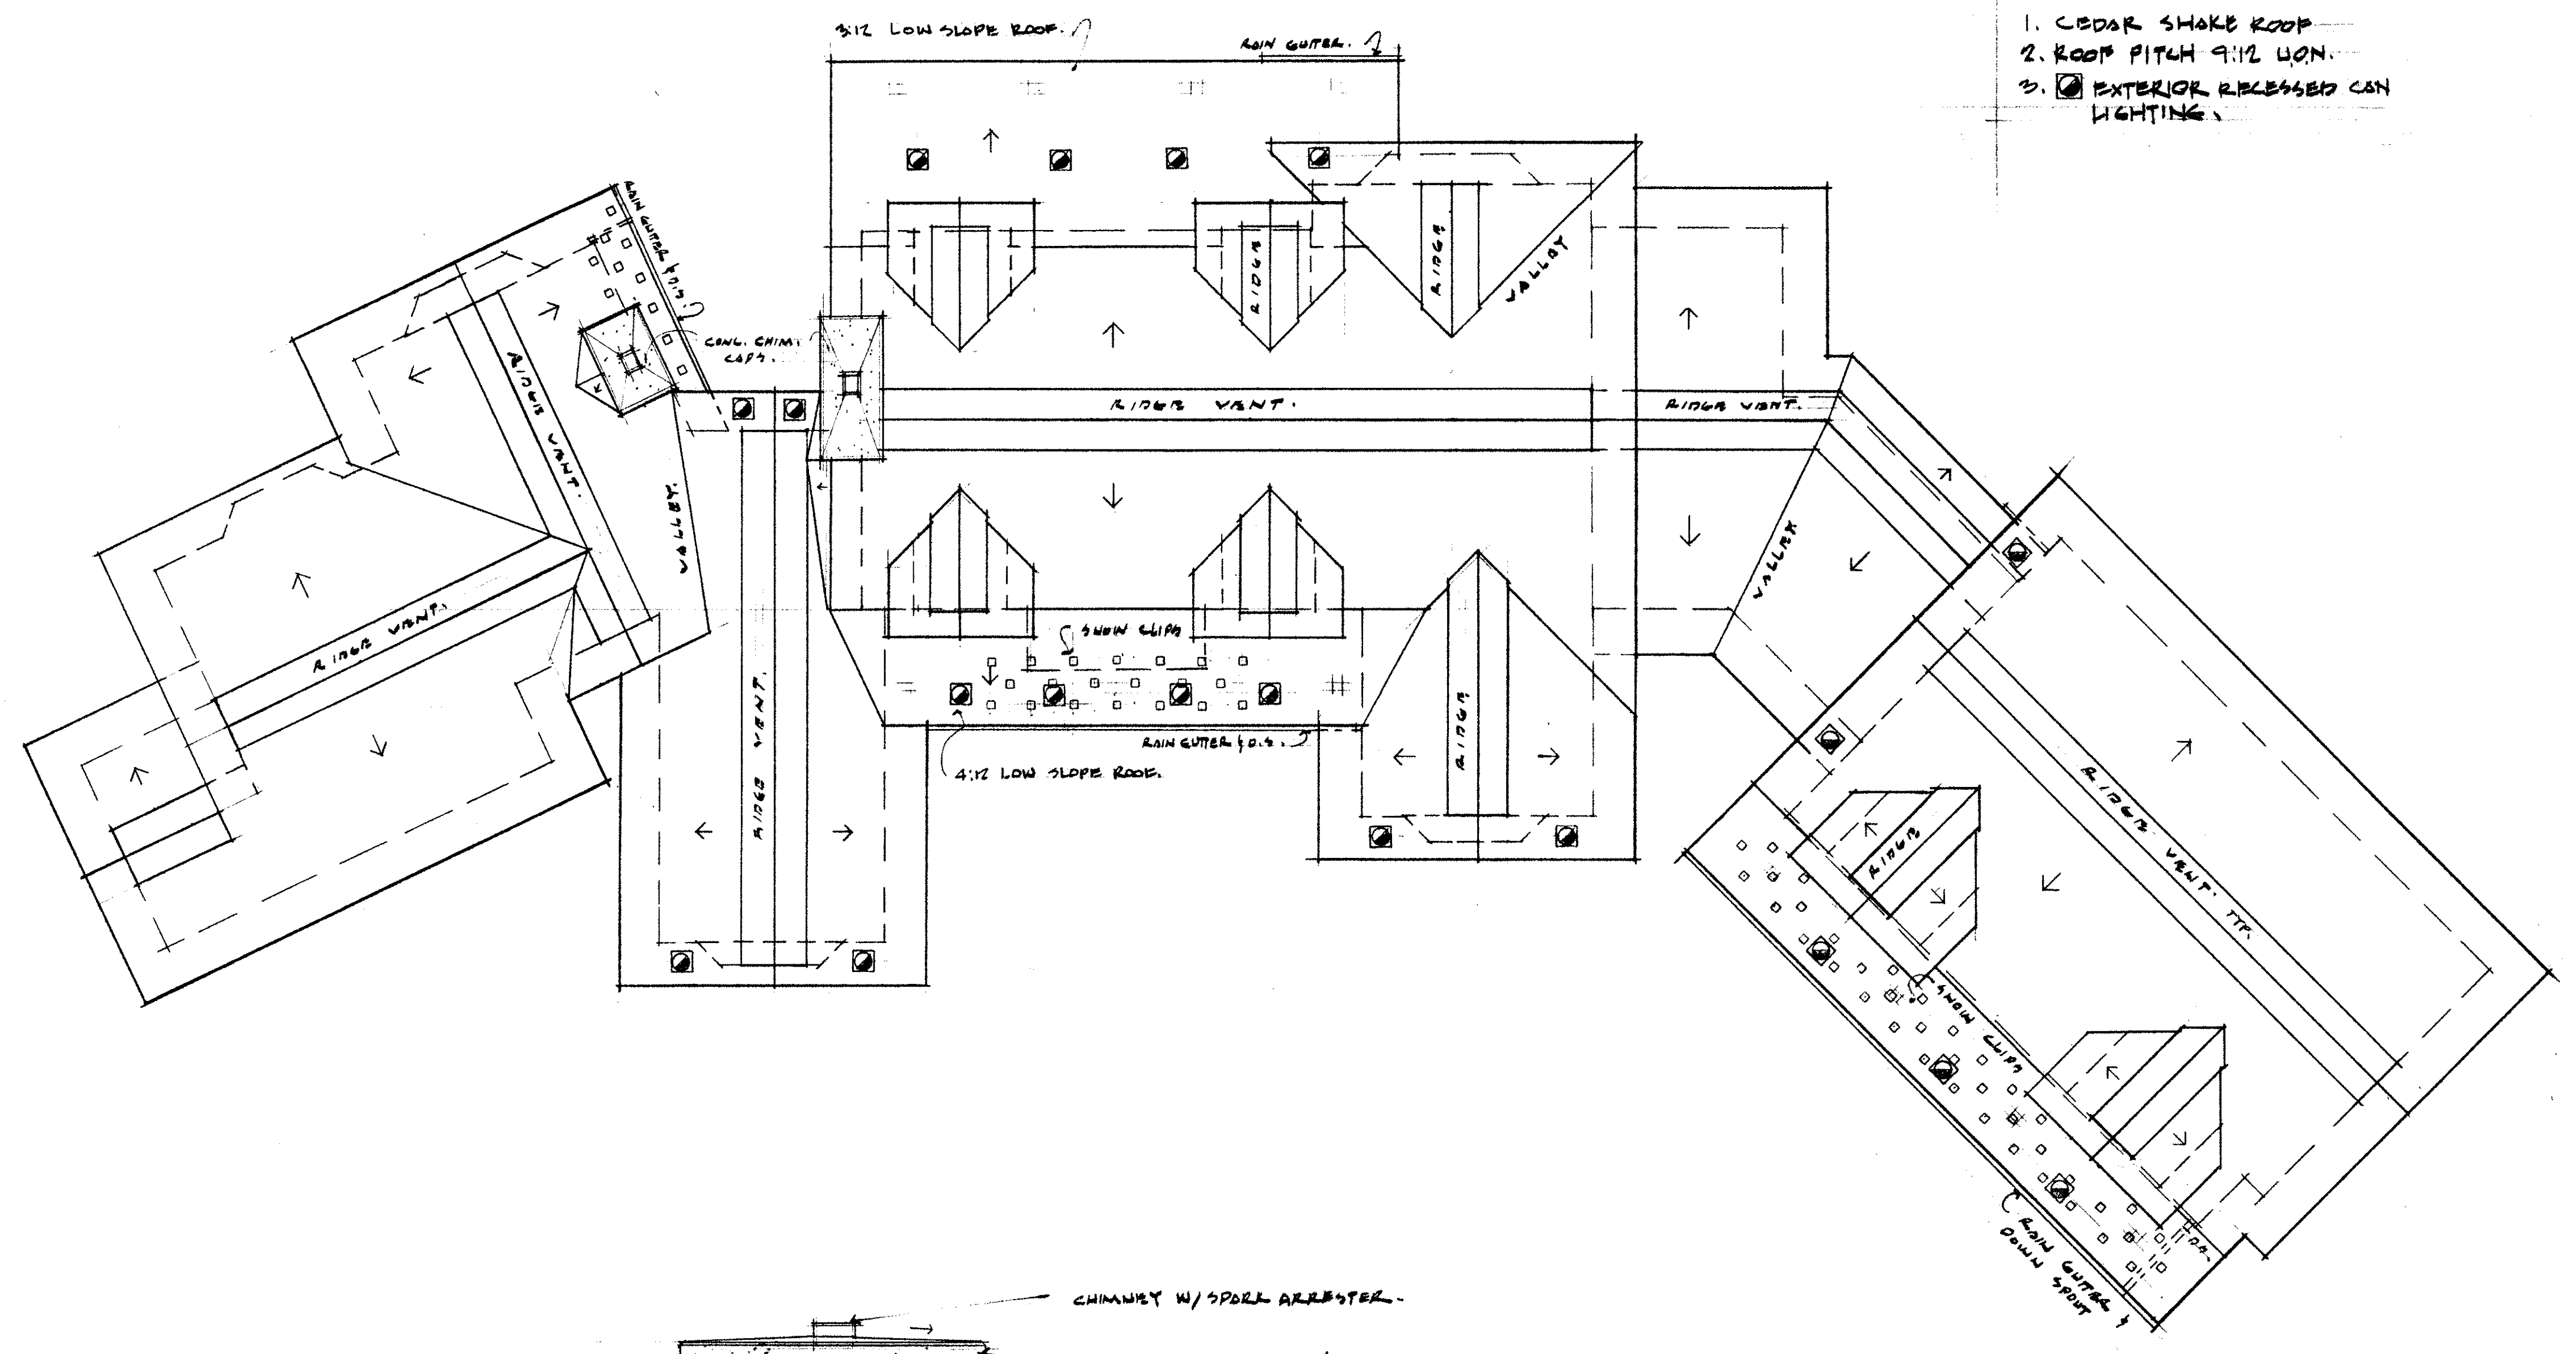 3:12 LOW SLOPE ROOF.
RAIN GUTTER.
1. CEDAR SHAKE ROOF
2. ROOF PITCH 9:12 U.O.N.
3. EXTERIOR RECESSED CAN
LIGHTING.
RAIN GUTTER & D.S.
CONC. CHIM.
CAPS.
RIDGE
RIDGE
VALLEY
RIDGE VENT.
RIDGE VENT.
RIDGE VENT.
VALLEY.
VALLEY
RIDGE VENT.
RIDGE VENT.
SNOW CLIPS
RIDGE
RAIN GUTTER & D.S.
4:12 LOW SLOPE ROOF.
RIDGE
RIDGE VENT. TYP.
SNOW CLIPS
RAIN GUTTER &
DOWN SPOUT
CHIMNEY W/ SPARK ARRESTER.